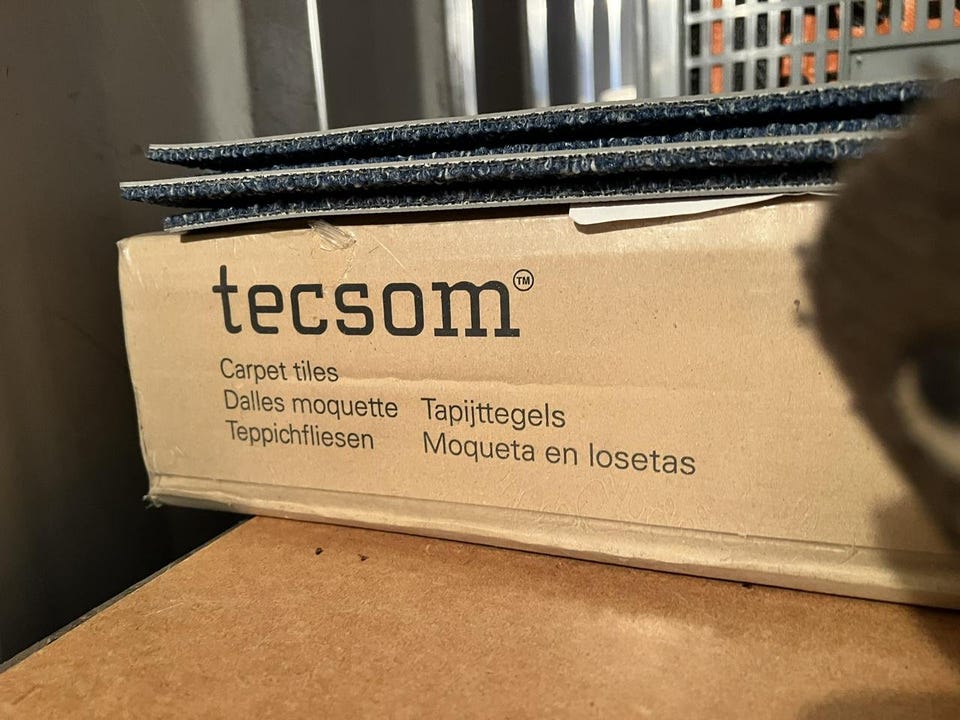 tecsom™
Carpet tiles
Dalles moquette Tapijttegels
Teppichfliesen Moqueta en losetas